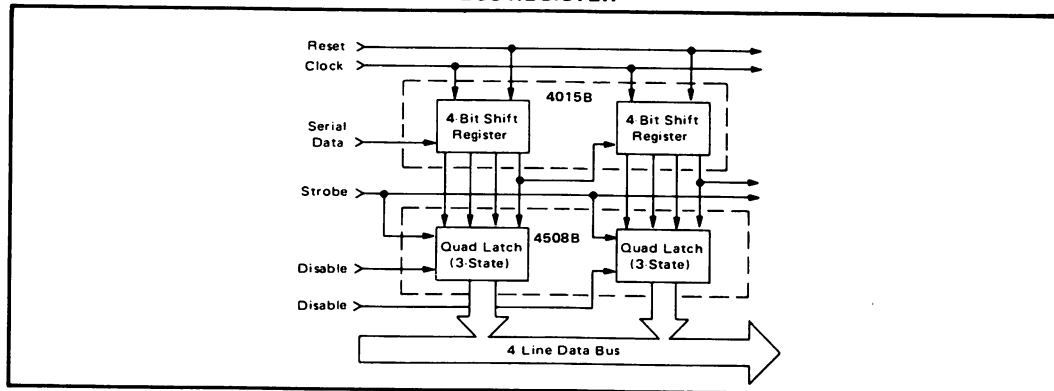 Reset
Clock
4015B
4-Bit Shift
Register
4-Bit Shift
Register
Serial
Data
Strobe
4508B
Quad Latch
(3-State)
Quad Latch
(3-State)
Disable
Disable
4 Line Data Bus